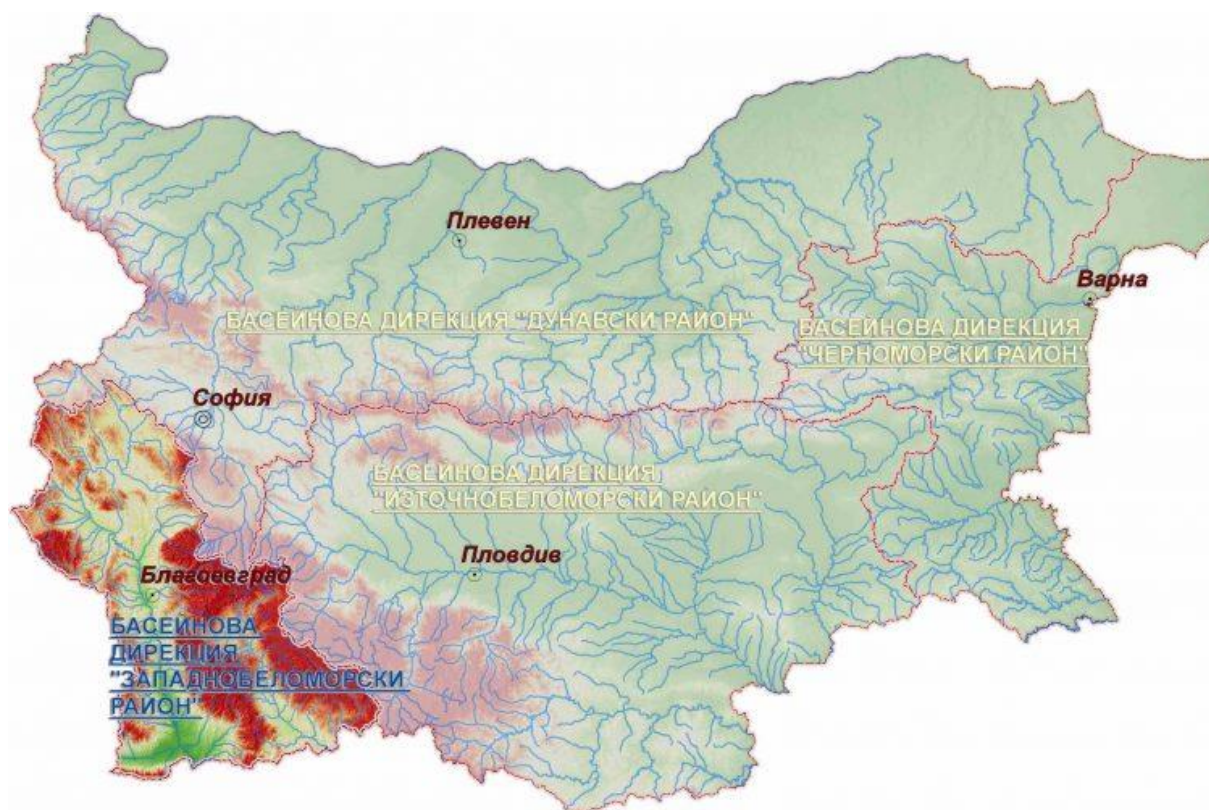 Плевен
Варна
БАСЕЙНОВА ДИРЕКЦИЯ "ДУНАВСКИ РАЙОН"
БАСЕЙНОВА ДИРЕКЦИЯ
"ЧЕРНОМОРСКИ РАЙОН"
София
БАСЕЙНОВА ДИРЕКЦИЯ
"ИЗТОЧНОБЕЛОМОРСКИ РАЙОН"
Пловдив
Благоевград
БАСЕЙНОВА
ДИРЕКЦИЯ
"ЗАПАДНОБЕЛОМОРСКИ
РАЙОН"